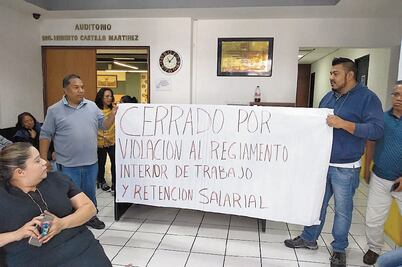 AUDITORIO
ING. HERIBERTO CASTILLO MARTINEZ
CERRADO POR
VIOLACION AL REGLAMENTO
INTERIOR DE TRABAJO
Y RETENCION SALARIAL